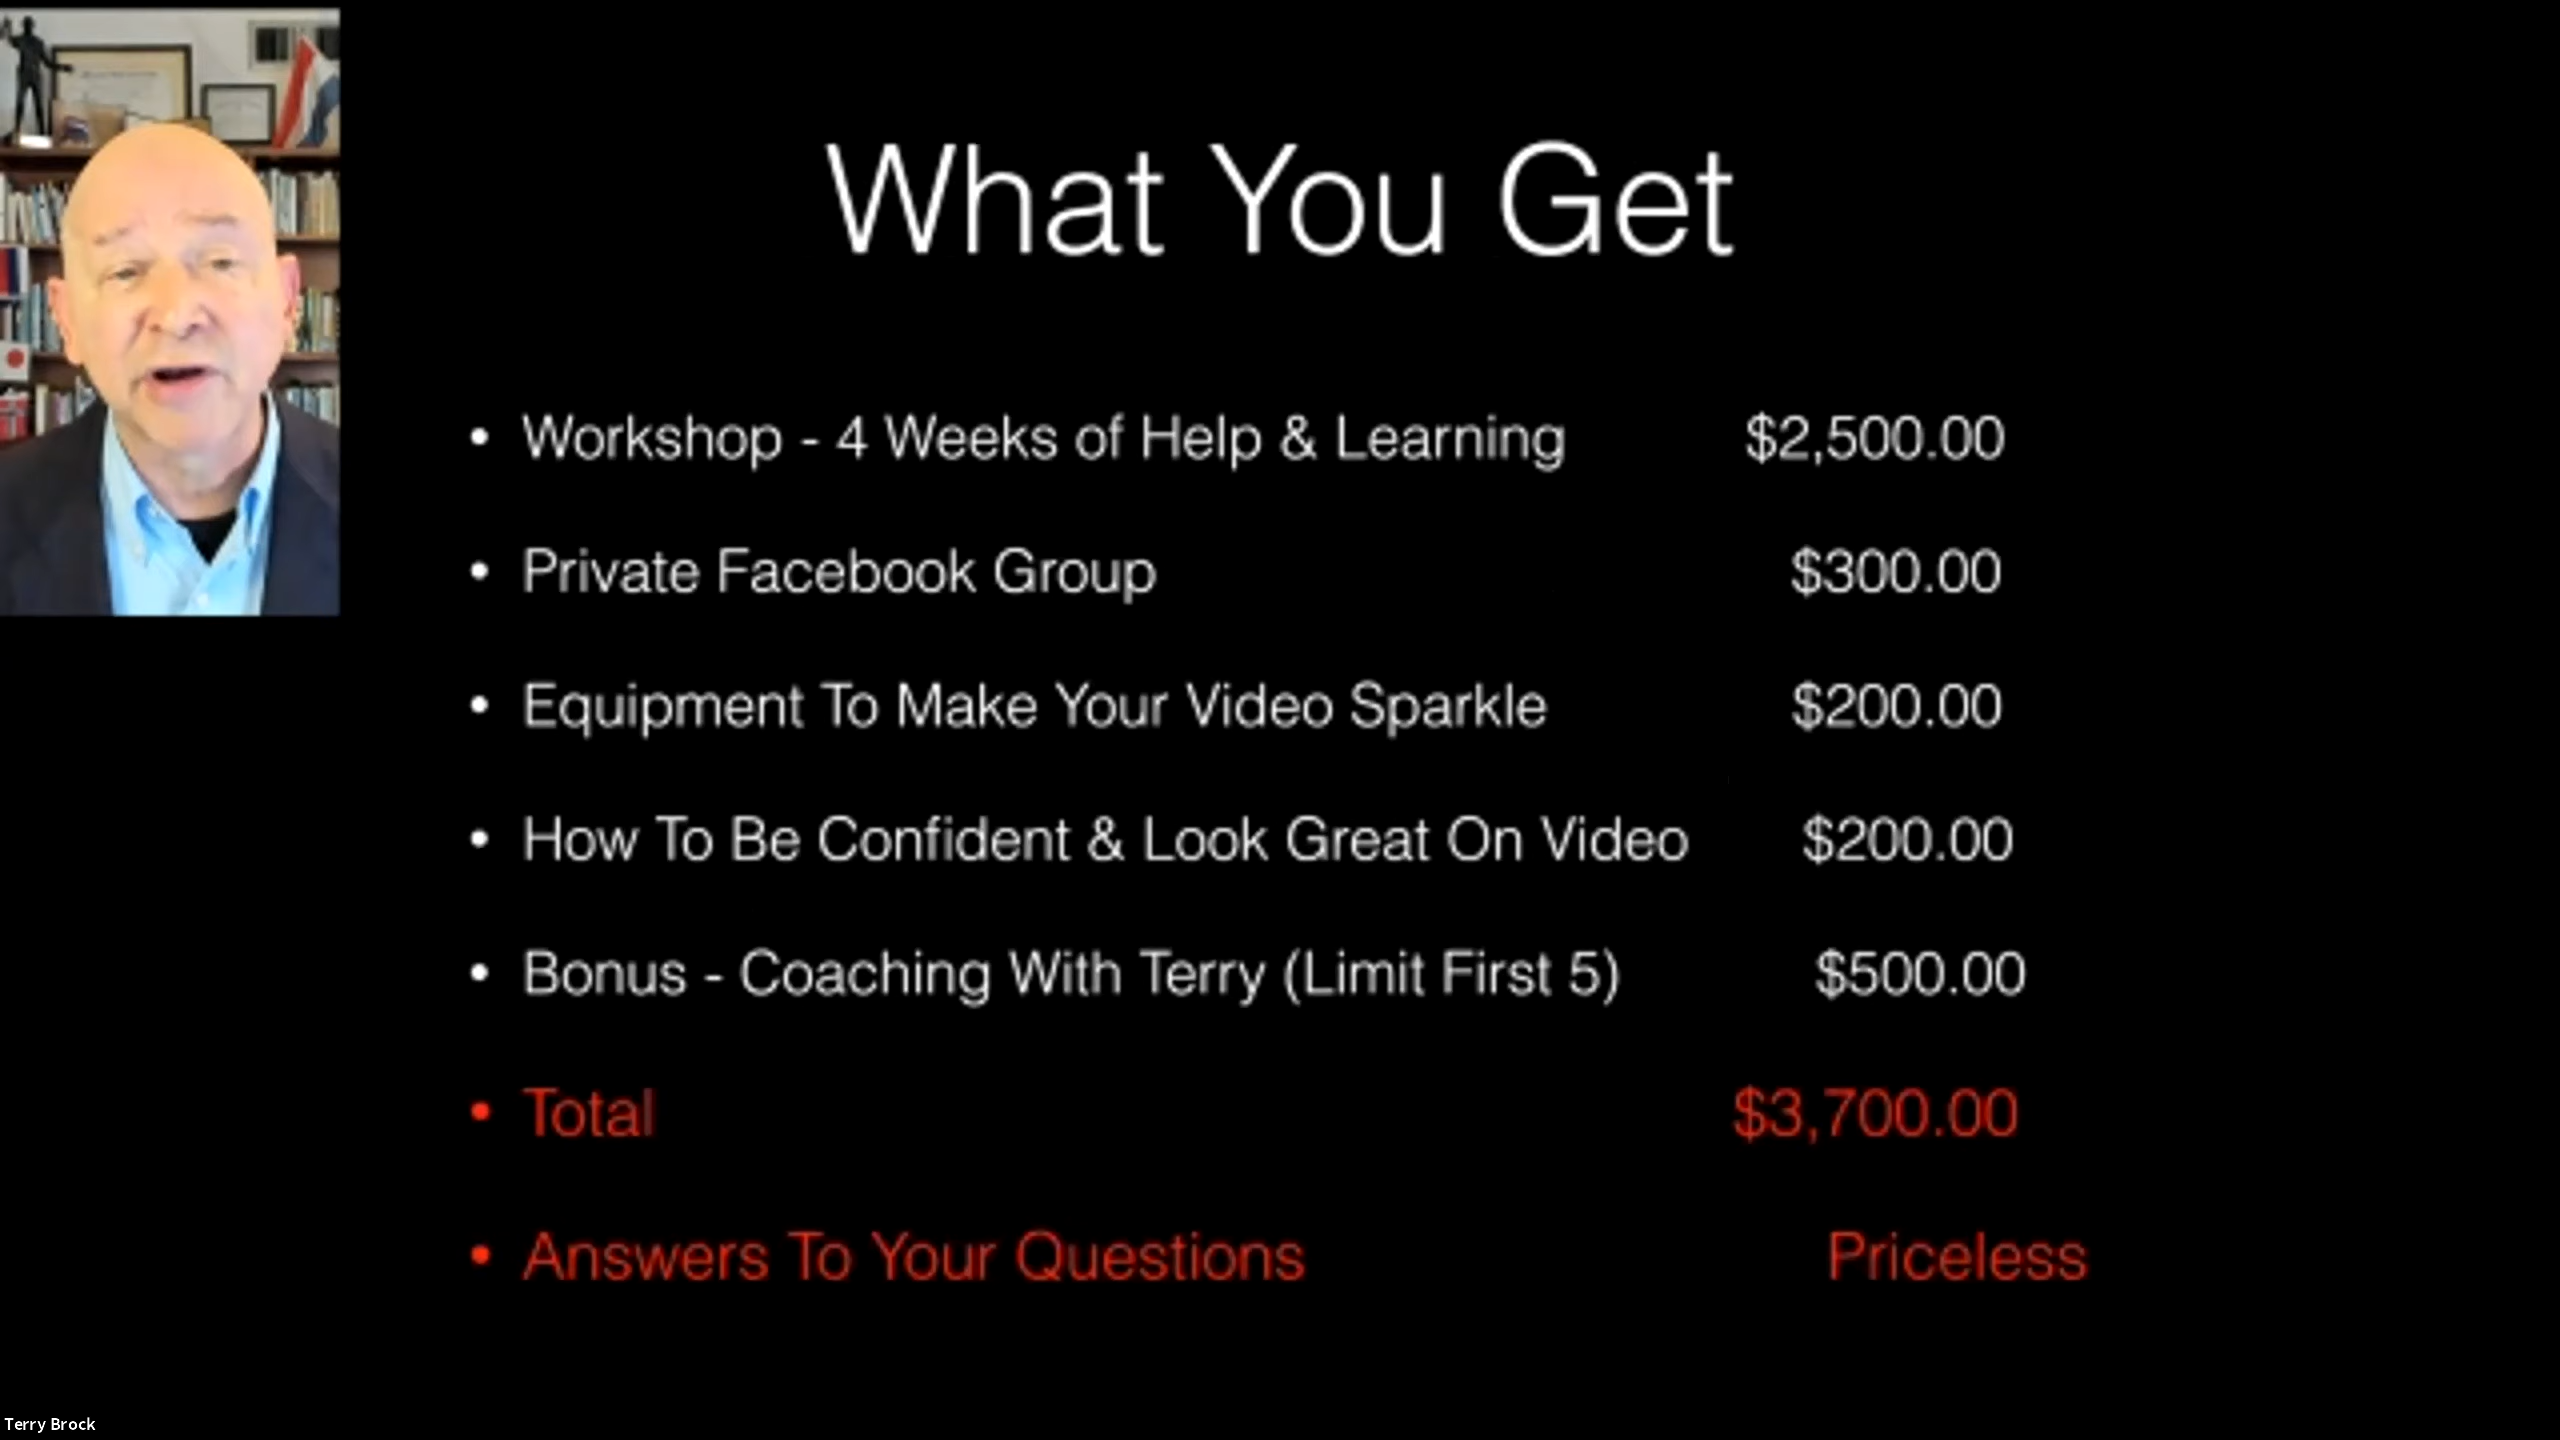 What You Get
• Workshop - 4 Weeks of Help & Learning $2,500.00
• Private Facebook Group $300.00
• Equipment To Make Your Video Sparkle $200.00
• How To Be Confident & Look Great On Video $200.00
• Bonus - Coaching With Terry (Limit First 5) $500.00
• Total $3,700.00
• Answers To Your Questions Priceless
Terry Brock